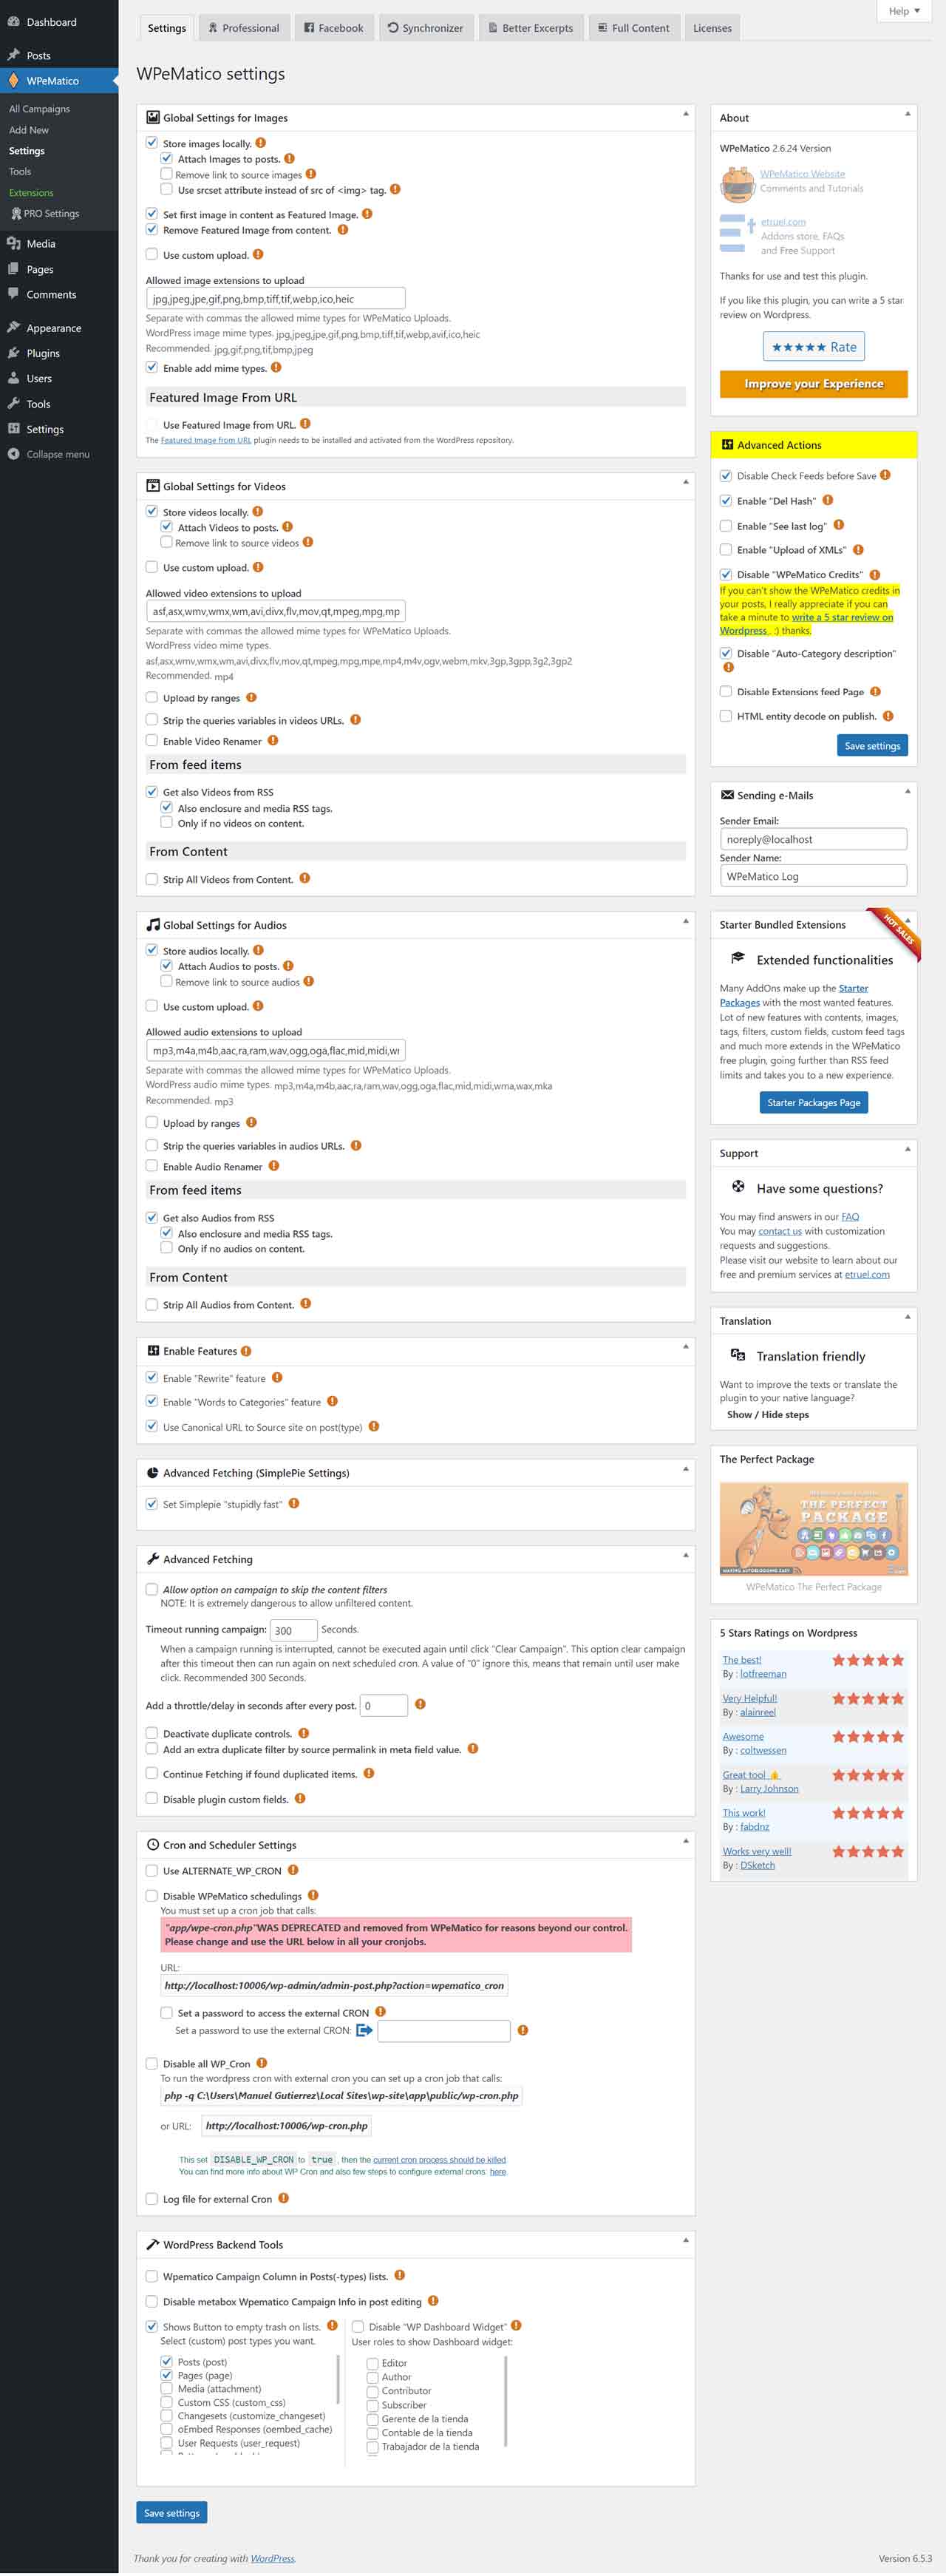 Help ▼
Dashboard
Posts
WPeMatico
All Campaigns
Add New
Settings
Tools
Extensions
PRO Settings
Media
Pages
Comments
Appearance
Plugins
Users
Tools
Settings
Collapse menu
Settings
Professional
Facebook
Synchronizer
Better Excerpts
Full Content
Licenses
WPeMatico settings
Global Settings for Images
Store images locally.
Attach Images to posts.
Remove link to source images
Use srcset attribute instead of src of <img> tag.
Set first image in content as Featured Image.
Remove Featured Image from content.
Use custom upload.
Allowed image extensions to upload
jpg,jpeg,jpe,gif,png,bmp,tiff,tif,webp,ico,heic
Separate with commas the allowed mime types for WPeMatico Uploads.
WordPress image mime types. jpg,jpeg,jpe,gif,png,bmp,tiff,tif,webp,avif,ico,heic
Recommended. jpg,gif,png,tif,bmp,jpeg
Enable add mime types.
Featured Image From URL
Use Featured Image from URL.
The Featured Image from URL plugin needs to be installed and activated from the WordPress repository.
Global Settings for Videos
Store videos locally.
Attach Videos to posts.
Remove link to source videos
Use custom upload.
Allowed video extensions to upload
asf,asx,wmv,wmx,wm,avi,divx,flv,mov,qt,mpeg,mpg,mp
Separate with commas the allowed mime types for WPeMatico Uploads.
WordPress video mime types.
asf,asx,wmv,wmx,wm,avi,divx,flv,mov,qt,mpeg,mpg,mpe,mp4,m4v,ogv,webm,mkv,3gp,3gpp,3g2,3gp2
Recommended. mp4
Upload by ranges
Strip the queries variables in videos URLs.
Enable Video Renamer
From feed items
Get also Videos from RSS
Also enclosure and media RSS tags.
Only if no videos on content.
From Content
Strip All Videos from Content.
Global Settings for Audios
Store audios locally.
Attach Audios to posts.
Remove link to source audios
Use custom upload.
Allowed audio extensions to upload
mp3,m4a,m4b,aac,ra,ram,wav,ogg,oga,flac,mid,midi,wi
Separate with commas the allowed mime types for WPeMatico Uploads.
WordPress audio mime types. mp3,m4a,m4b,aac,ra,ram,wav,ogg,oga,flac,mid,midi,wma,wax,mka
Recommended. mp3
Upload by ranges
Strip the queries variables in audios URLs.
Enable Audio Renamer
From feed items
Get also Audios from RSS
Also enclosure and media RSS tags.
Only if no audios on content.
From Content
Strip All Audios from Content.
Enable Features
Enable "Rewrite" feature
Enable "Words to Categories" feature
Use Canonical URL to Source site on post(type)
Advanced Fetching (SimplePie Settings)
Set Simplepie "stupidly fast"
Advanced Fetching
Allow option on campaign to skip the content filters
NOTE: It is extremely dangerous to allow unfiltered content.
Timeout running campaign: 300 Seconds.
When a campaign running is interrupted, cannot be executed again until click "Clear Campaign". This option clear campaign
after this timeout then can run again on next scheduled cron. A value of "0" ignore this, means that remain until user make
click. Recommended 300 Seconds.
Add a throttle/delay in seconds after every post. 0
Deactivate duplicate controls.
Add an extra duplicate filter by source permalink in meta field value.
Continue Fetching if found duplicated items.
Disable plugin custom fields.
Cron and Scheduler Settings
Use ALTERNATE_WP_CRON
Disable WPeMatico schedulings
You must set up a cron job that calls:
"app/wpe-cron.php"WAS DEPRECATED and removed from WPeMatico for reasons beyond our control.
Please change and use the URL below in all your cronjobs.
URL:
http://localhost:10006/wp-admin/admin-post.php?action=wpematico_cron
Set a password to access the external CRON
Set a password to use the external CRON:
Disable all WP_Cron
To run the wordpress cron with external cron you can set up a cron job that calls:
php -q C:\Users\Manuel Gutierrez\Local Sites\wp-site\app\public/wp-cron.php
or URL: http://localhost:10006/wp-cron.php
This set DISABLE_WP_CRON to true , then the current cron process should be killed
You can find more info about WP Cron and also few steps to configure external crons: here.
Log file for external Cron
WordPress Backend Tools
Wpematico Campaign Column in Posts(-types) lists.
Disable metabox Wpematico Campaign Info in post editing
Shows Button to empty trash on lists.
Select (custom) post types you want.
Posts (post)
Pages (page)
Media (attachment)
Custom CSS (custom_css)
Changesets (customize_changeset)
oEmbed Responses (oembed_cache)
User Requests (user_request)
Disable "WP Dashboard Widget"
User roles to show Dashboard widget:
Editor
Author
Contributor
Subscriber
Gerente de la tienda
Contable de la tienda
Trabajador de la tienda
Save settings
About
WPeMatico 2.6.24 Version
WPeMatico Website
Comments and Tutorials
etruel.com
Addons store, FAQs
and Free Support
Thanks for use and test this plugin.
If you like this plugin, you can write a 5 star
review on Wordpress.
★★★★★ Rate
Improve your Experience
Advanced Actions
Disable Check Feeds before Save
Enable "Del Hash"
Enable "See last log"
Enable "Upload of XMLs"
Disable "WPeMatico Credits"
If you can't show the WPeMatico credits in
your posts, I really appreciate if you can
take a minute to write a 5 star review on
Wordpress. :) thanks.
Disable "Auto-Category description"
Disable Extensions feed Page
HTML entity decode on publish.
Save settings
Sending e-Mails
Sender Email:
noreply@localhost
Sender Name:
WPeMatico Log
Starter Bundled Extensions
HOT SALES
Extended functionalities
Many AddOns make up the Starter
Packages with the most wanted features.
Lot of new features with contents, images,
tags, filters, custom fields, custom feed tags
and much more extends in the WPeMatico
free plugin, going further than RSS feed
limits and takes you to a new experience.
Starter Packages Page
Support
Have some questions?
You may find answers in our FAQ
You may contact us with customization
requests and suggestions.
Please visit our website to learn about our
free and premium services at etruel.com
Translation
Translation friendly
Want to improve the texts or translate the
plugin to your native language?
Show / Hide steps
The Perfect Package
THE PERFECT
PACKAGE
MAKING AUTOBLOGGING EASY
WPeMatico The Perfect Package
5 Stars Ratings on Wordpress
The best!
By : lotfreeman
Very Helpful!
By : alainreel
Awesome
By : coltwessen
Great tool 👍
By : Larry Johnson
This work!
By : fabdnz
Works very well!
By : DSketch
Thank you for creating with WordPress.
Version 6.5.3